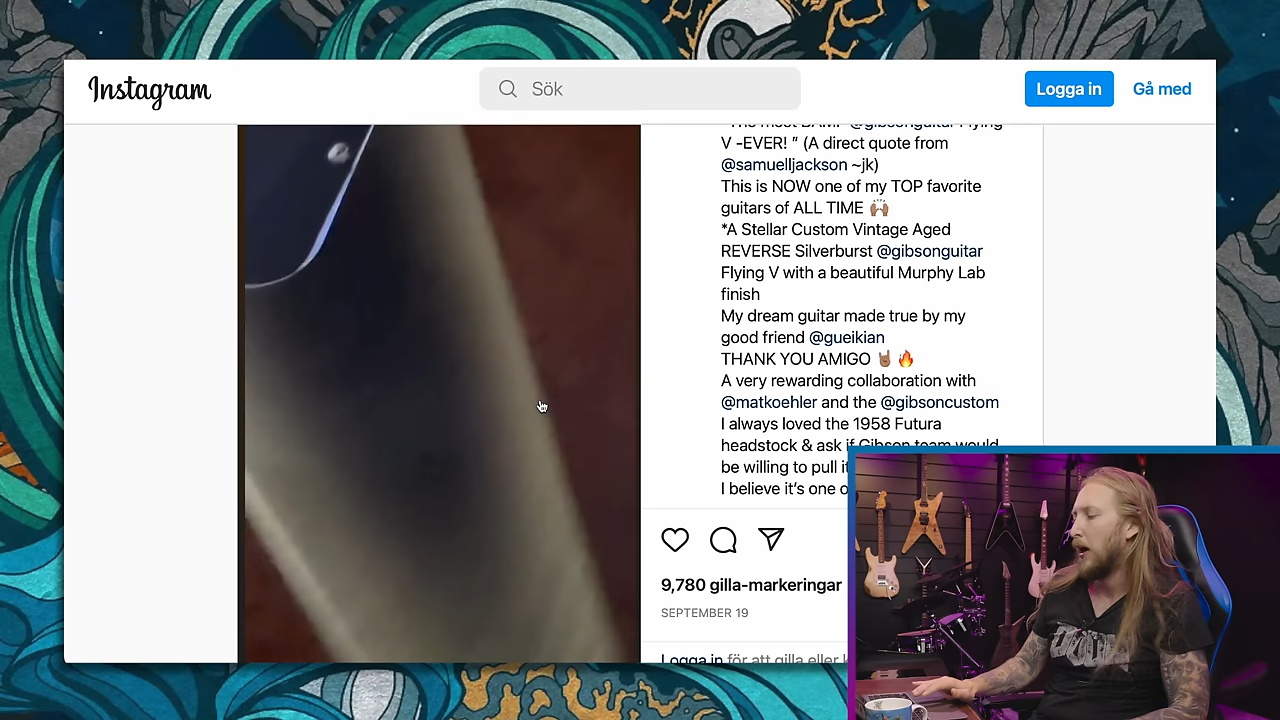 Instagram
Sök
Logga in
Gå med
@gibsonguitar Flying
V -EVER! ” (A direct quote from
@samuelljackson ~jk)
This is NOW one of my TOP favorite
guitars of ALL TIME 🙌🏽
*A Stellar Custom Vintage Aged
REVERSE Silverburst @gibsonguitar
Flying V with a beautiful Murphy Lab
finish
My dream guitar made true by my
good friend @gueikian
THANK YOU AMIGO 🤘🏽 🔥
A very rewarding collaboration with
@matkoehler and the @gibsoncustom
I always loved the 1958 Futura
headstock & ask if Gibson team would
be willing to pull it
I believe it’s one o
9,780 gilla-markeringar
SEPTEMBER 19
Logga in för att gilla eller